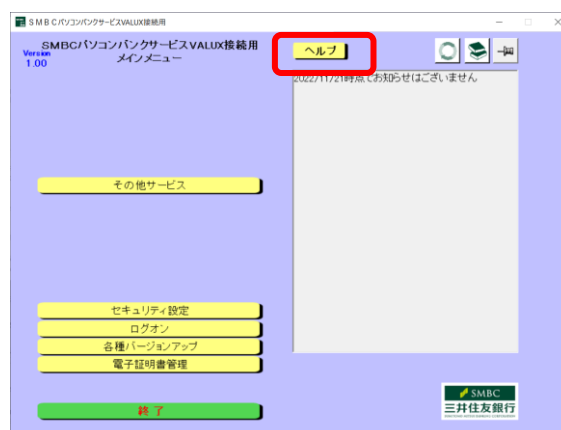 SMBCパソコンバンクサービスVALUX接続用
SMBCパソコンバンクサービスVALUX接続用
メインメニュー
Version
1.00
ヘルプ
2022/11/21時点でお知らせはございません
その他サービス
セキュリティ設定
ログオン
各種バージョンアップ
電子証明書管理
終了
SMBC
三井住友銀行